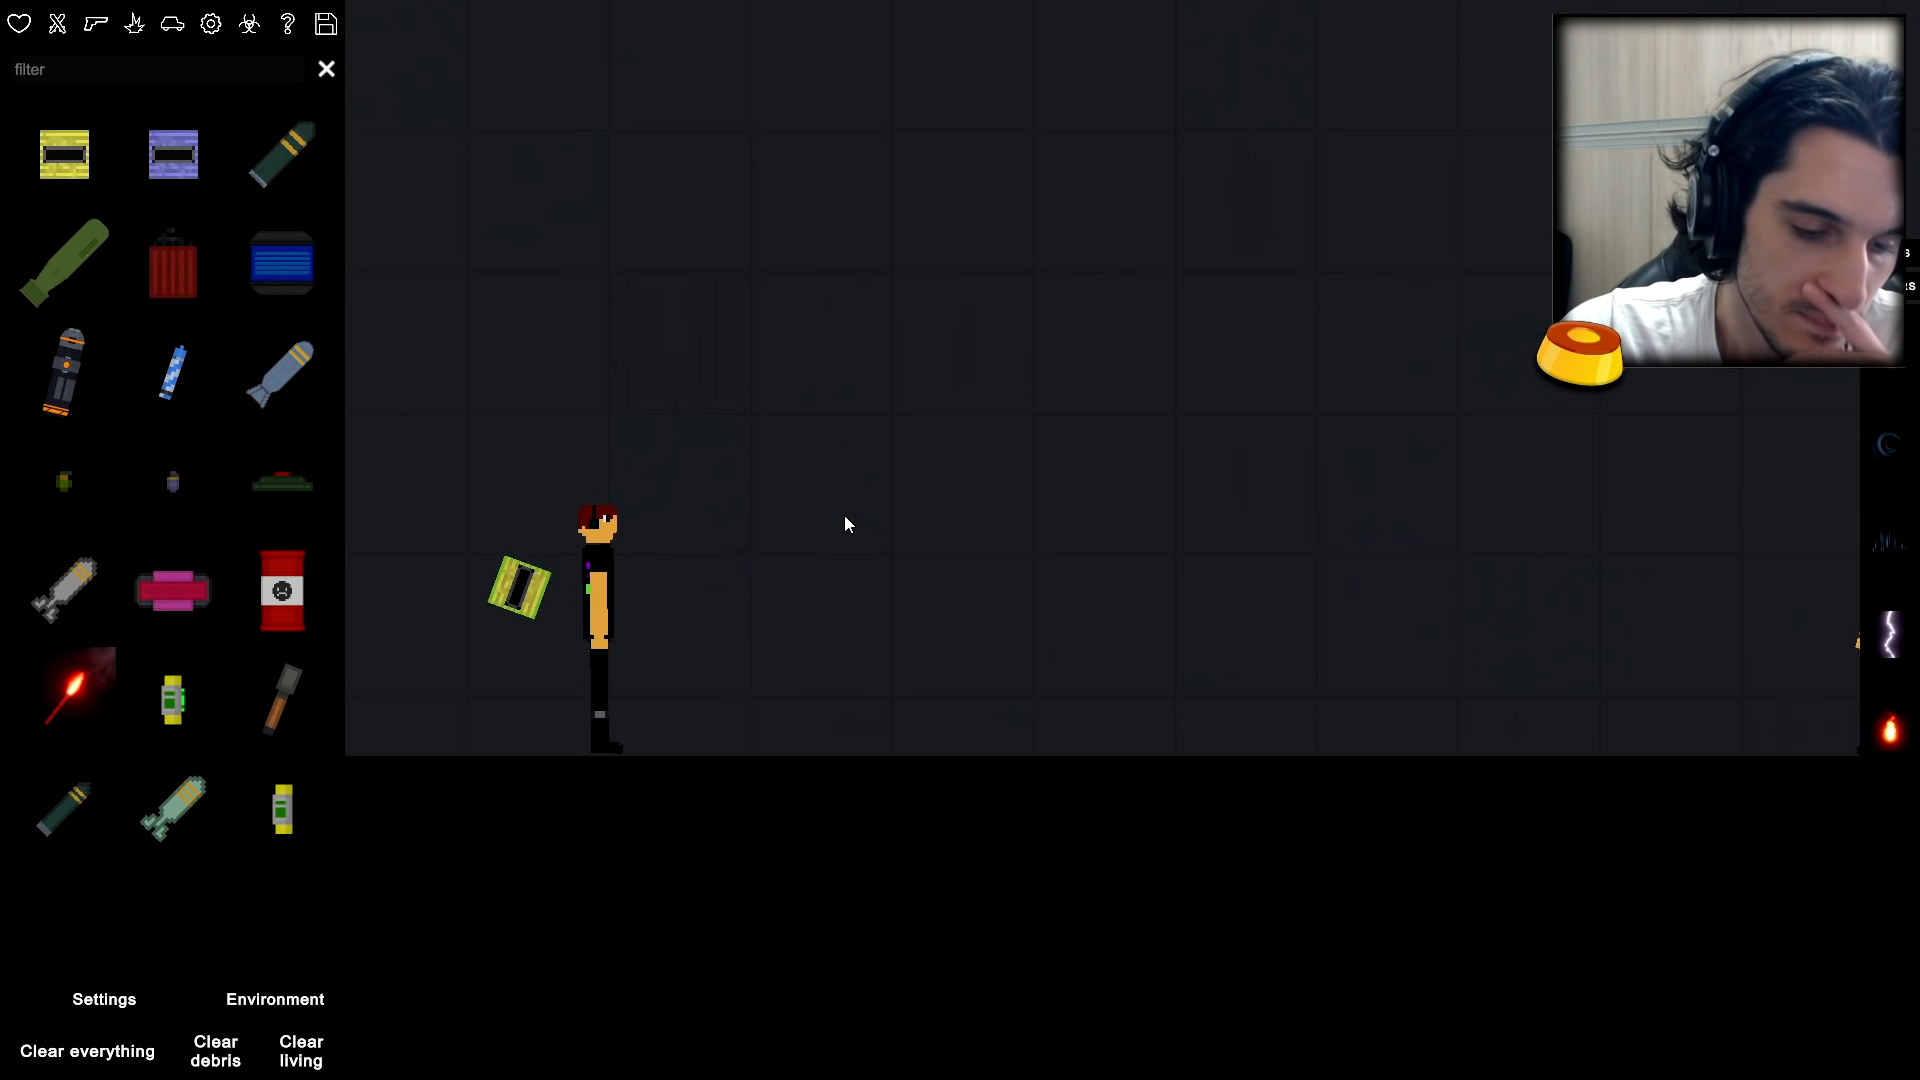 filter
Settings
Environment
Clear everything
Clear
debris
Clear
living